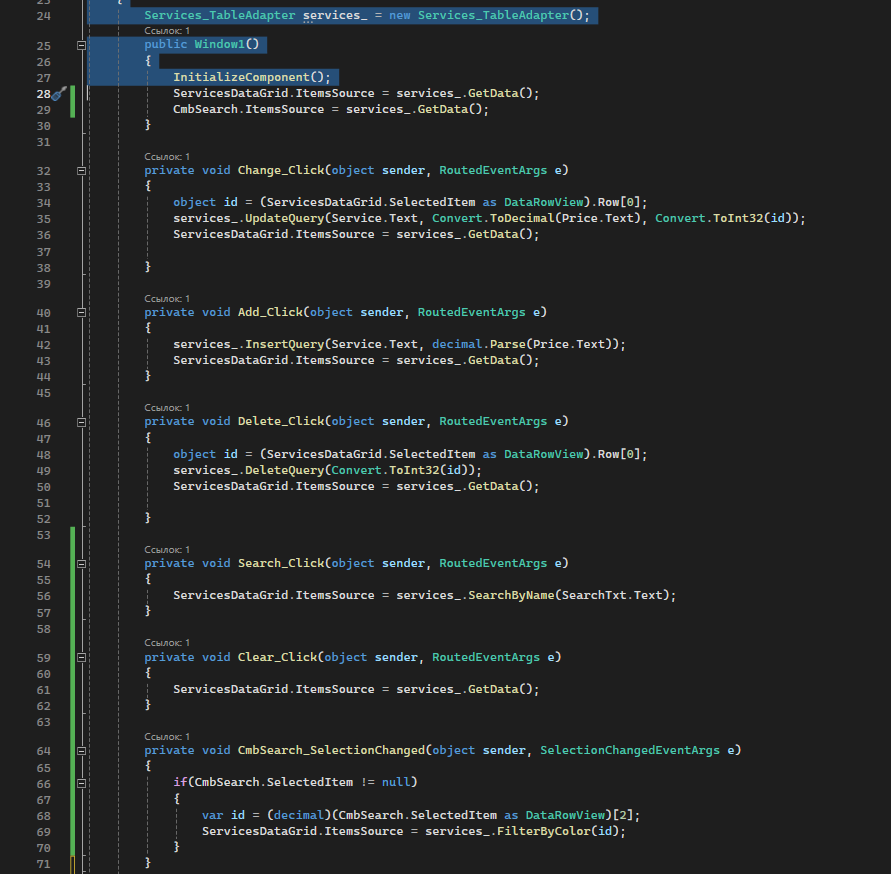 23 {
24 Services_TableAdapter services_ = new Services_TableAdapter();
Ссылок: 1
25 public Window1()
26 {
27 InitializeComponent();
28 ServicesDataGrid.ItemsSource = services_.GetData();
29 CmbSearch.ItemsSource = services_.GetData();
30 }
31
Ссылок: 1
32 private void Change_Click(object sender, RoutedEventArgs e)
33 {
34 object id = (ServicesDataGrid.SelectedItem as DataRowView).Row[0];
35 services_.UpdateQuery(Service.Text, Convert.ToDecimal(Price.Text), Convert.ToInt32(id));
36 ServicesDataGrid.ItemsSource = services_.GetData();
37
38 }
39
Ссылок: 1
40 private void Add_Click(object sender, RoutedEventArgs e)
41 {
42 services_.InsertQuery(Service.Text, decimal.Parse(Price.Text));
43 ServicesDataGrid.ItemsSource = services_.GetData();
44 }
45
Ссылок: 1
46 private void Delete_Click(object sender, RoutedEventArgs e)
47 {
48 object id = (ServicesDataGrid.SelectedItem as DataRowView).Row[0];
49 services_.DeleteQuery(Convert.ToInt32(id));
50 ServicesDataGrid.ItemsSource = services_.GetData();
51
52 }
53
Ссылок: 1
54 private void Search_Click(object sender, RoutedEventArgs e)
55 {
56 ServicesDataGrid.ItemsSource = services_.SearchByName(SearchTxt.Text);
57 }
58
Ссылок: 1
59 private void Clear_Click(object sender, RoutedEventArgs e)
60 {
61 ServicesDataGrid.ItemsSource = services_.GetData();
62 }
63
Ссылок: 1
64 private void CmbSearch_SelectionChanged(object sender, SelectionChangedEventArgs e)
65 {
66 if(CmbSearch.SelectedItem != null)
67 {
68 var id = (decimal)(CmbSearch.SelectedItem as DataRowView)[2];
69 ServicesDataGrid.ItemsSource = services_.FilterByColor(id);
70 }
71 }